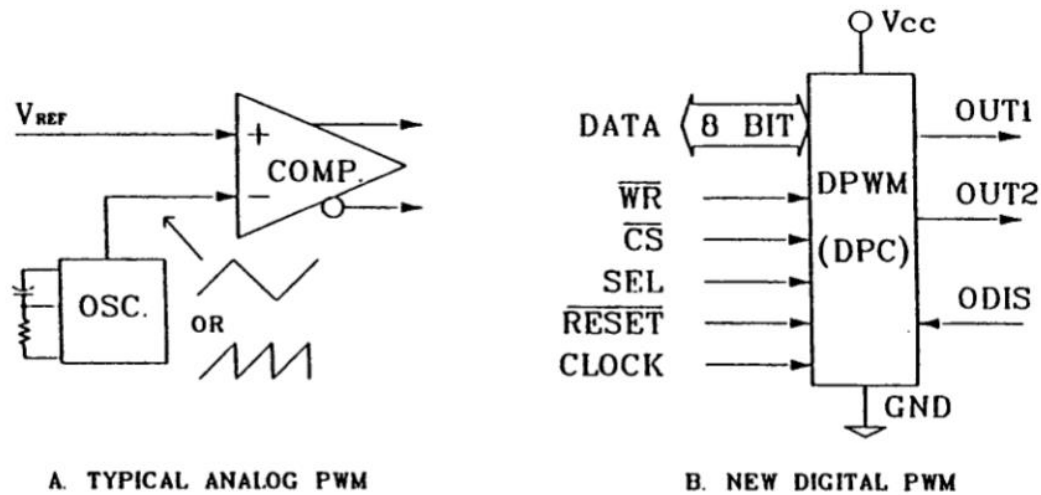 VREF
+
COMP.
−
OSC.
OR
A. TYPICAL ANALOG PWM
Vcc
DATA
8 BIT
WR
CS
SEL
RESET
CLOCK
DPWM
(DPC)
OUT1
OUT2
ODIS
GND
B. NEW DIGITAL PWM